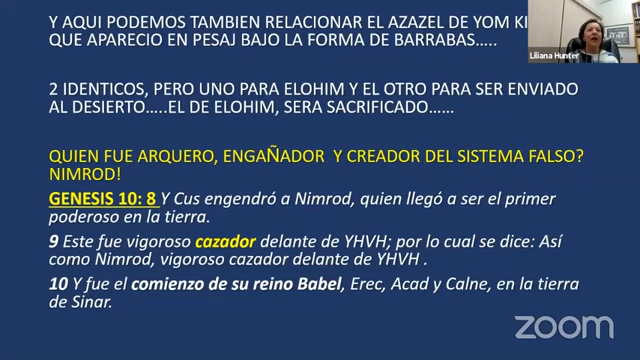 Y AQUI PODEMOS TAMBIEN RELACIONAR EL AZAZEL DE YOM
QUE APARECIO EN PESAJ BAJO LA FORMA DE BARRABAS…..
2 IDENTICOS, PERO UNO PARA ELOHIM Y EL OTRO PARA SER ENVIADO
AL DESIERTO…..EL DE ELOHIM, SERA SACRIFICADO……
QUIEN FUE ARQUERO, ENGAÑADOR Y CREADOR DEL SISTEMA FALSO?
NIMROD!
GENESIS 10: 8 Y Cus engendró a Nimrod, quien llegó a ser el primer
poderoso en la tierra.
9 Este fue vigoroso cazador delante de YHVH; por lo cual se dice: Así
como Nimrod, vigoroso cazador delante de YHVH .
10 Y fue el comienzo de su reino Babel, Erec, Acad y Calne, en la tierra
de Sinar.
Liliana Hunter
zoom